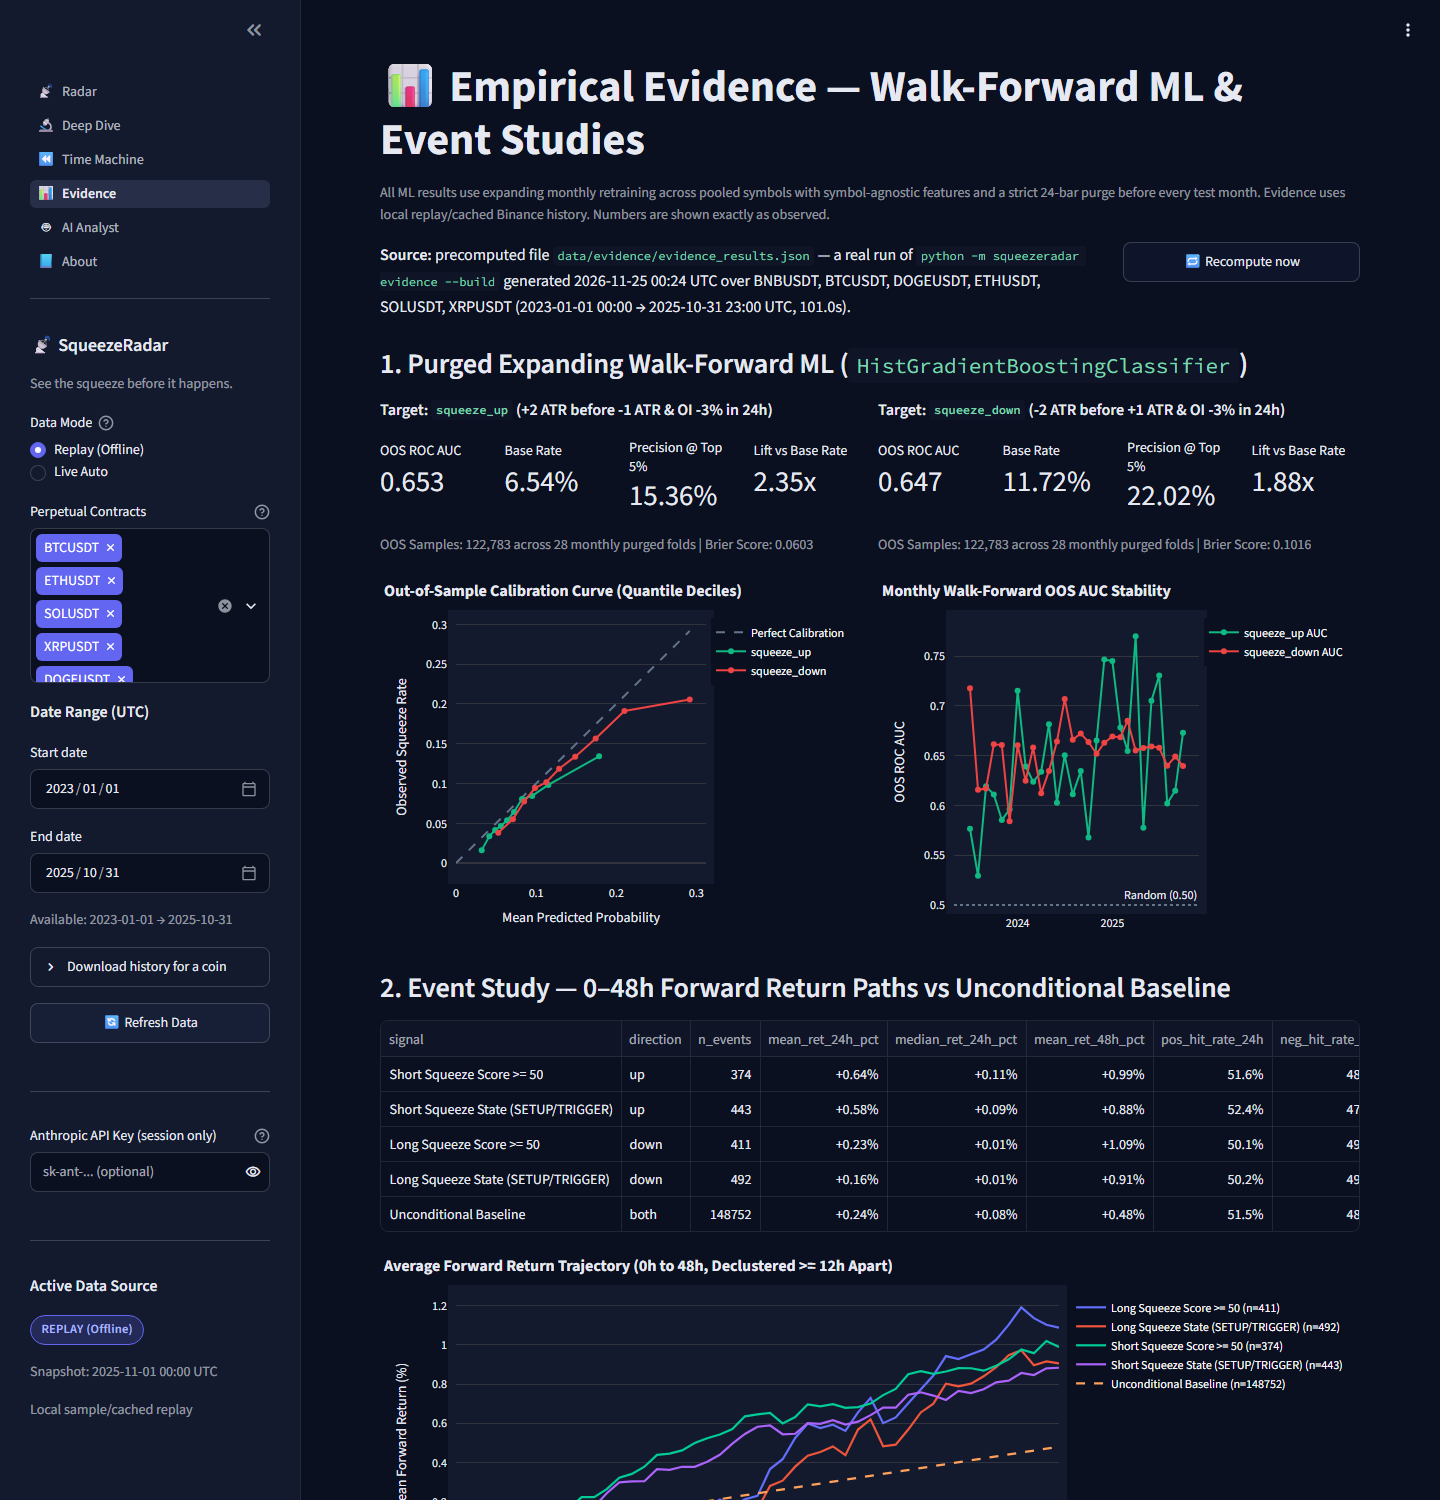 Radar
Deep Dive
Time Machine
Evidence
AI Analyst
About
SqueezeRadar
See the squeeze before it happens.
Data Mode
Replay (Offline)
Live Auto
Perpetual Contracts
BTCUSDT ×
ETHUSDT ×
SOLUSDT ×
XRPUSDT ×
DOGEUSDT ×
Date Range (UTC)
Start date
2023/01/01
End date
2025/10/31
Available: 2023-01-01 → 2025-10-31
Download history for a coin
Refresh Data
Anthropic API Key (session only)
sk-ant-... (optional)
Active Data Source
REPLAY (Offline)
Snapshot: 2025-11-01 00:00 UTC
Local sample/cached replay
Empirical Evidence — Walk-Forward ML &
Event Studies
All ML results use expanding monthly retraining across pooled symbols with symbol-agnostic features and a strict 24-bar purge before every test month. Evidence uses
local replay/cached Binance history. Numbers are shown exactly as observed.
Source: precomputed file data/evidence/evidence_results.json — a real run of python -m squeezeradar
evidence --build generated 2026-11-25 00:24 UTC over BNBUSDT, BTCUSDT, DOGEUSDT, ETHUSDT,
SOLUSDT, XRPUSDT (2023-01-01 00:00 → 2025-10-31 23:00 UTC, 101.0s).
Recompute now
1. Purged Expanding Walk-Forward ML ( HistGradientBoostingClassifier )
Target: squeeze_up (+2 ATR before -1 ATR & OI -3% in 24h)
OOS ROC AUC
0.653
Base Rate
6.54%
Precision @ Top
5%
15.36%
Lift vs Base Rate
2.35x
OOS Samples: 122,783 across 28 monthly purged folds | Brier Score: 0.0603
Target: squeeze_down (-2 ATR before +1 ATR & OI -3% in 24h)
OOS ROC AUC
0.647
Base Rate
11.72%
Precision @ Top
5%
22.02%
Lift vs Base Rate
1.88x
OOS Samples: 122,783 across 28 monthly purged folds | Brier Score: 0.1016
Out-of-Sample Calibration Curve (Quantile Deciles)
Observed Squeeze Rate
0.3
0.25
0.2
0.15
0.1
0.05
0
0 0.1 0.2 0.3
Mean Predicted Probability
Perfect Calibration
squeeze_up
squeeze_down
Monthly Walk-Forward OOS AUC Stability
OOS ROC AUC
0.75
0.7
0.65
0.6
0.55
0.5
Random (0.50)
2024 2025
squeeze_up AUC
squeeze_down AUC
2. Event Study — 0–48h Forward Return Paths vs Unconditional Baseline
signal direction n_events mean_ret_24h_pct median_ret_24h_pct mean_ret_48h_pct pos_hit_rate_24h neg_hit_rate_
Short Squeeze Score >= 50 up 374 +0.64% +0.11% +0.99% 51.6% 48
Short Squeeze State (SETUP/TRIGGER) up 443 +0.58% +0.09% +0.88% 52.4% 47
Long Squeeze Score >= 50 down 411 +0.23% +0.01% +1.09% 50.1% 49
Long Squeeze State (SETUP/TRIGGER) down 492 +0.16% +0.01% +0.91% 50.2% 49
Unconditional Baseline both 148752 +0.24% +0.08% +0.48% 51.5% 48
Average Forward Return Trajectory (0h to 48h, Declustered >= 12h Apart)
ean Forward Return (%)
1.2
1
0.8
0.6
0.4
Long Squeeze Score >= 50 (n=411)
Long Squeeze State (SETUP/TRIGGER) (n=492)
Short Squeeze Score >= 50 (n=374)
Short Squeeze State (SETUP/TRIGGER) (n=443)
Unconditional Baseline (n=148752)